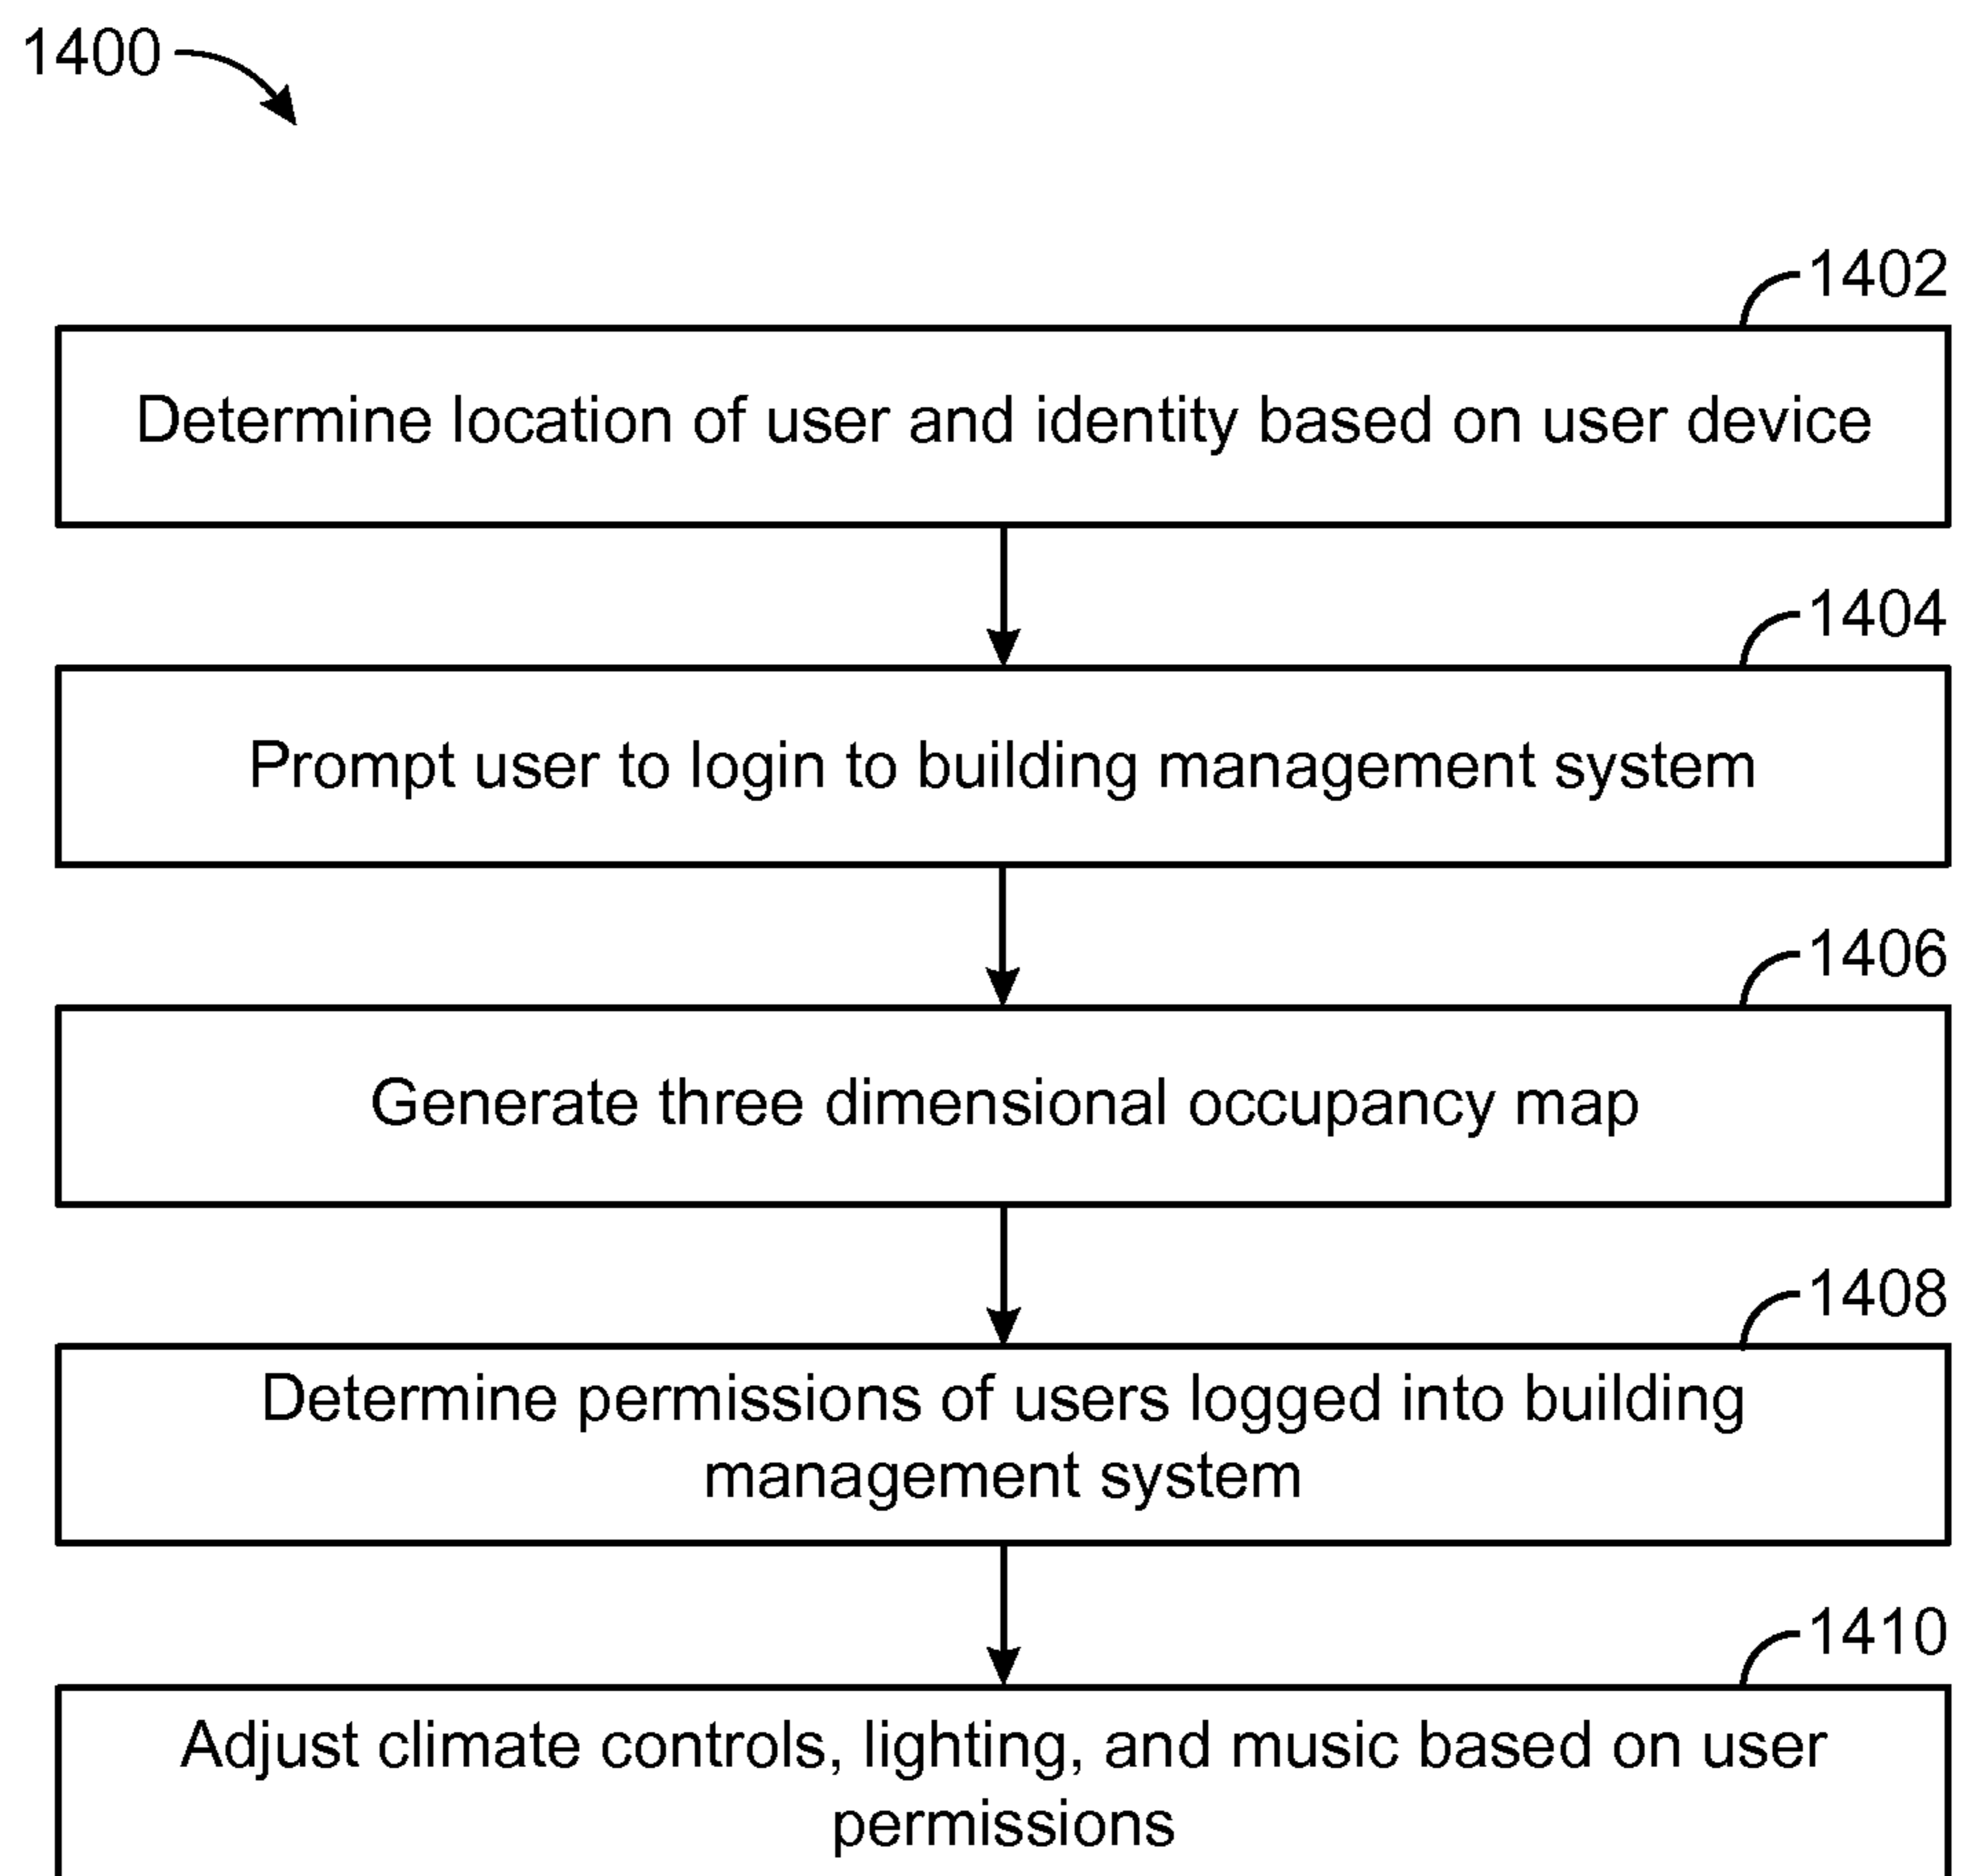 1400
1402
Determine location of user and identity based on user device
1404
Prompt user to login to building management system
1406
Generate three dimensional occupancy map
1408
Determine permissions of users logged into building
management system
1410
Adjust climate controls, lighting, and music based on user
permissions